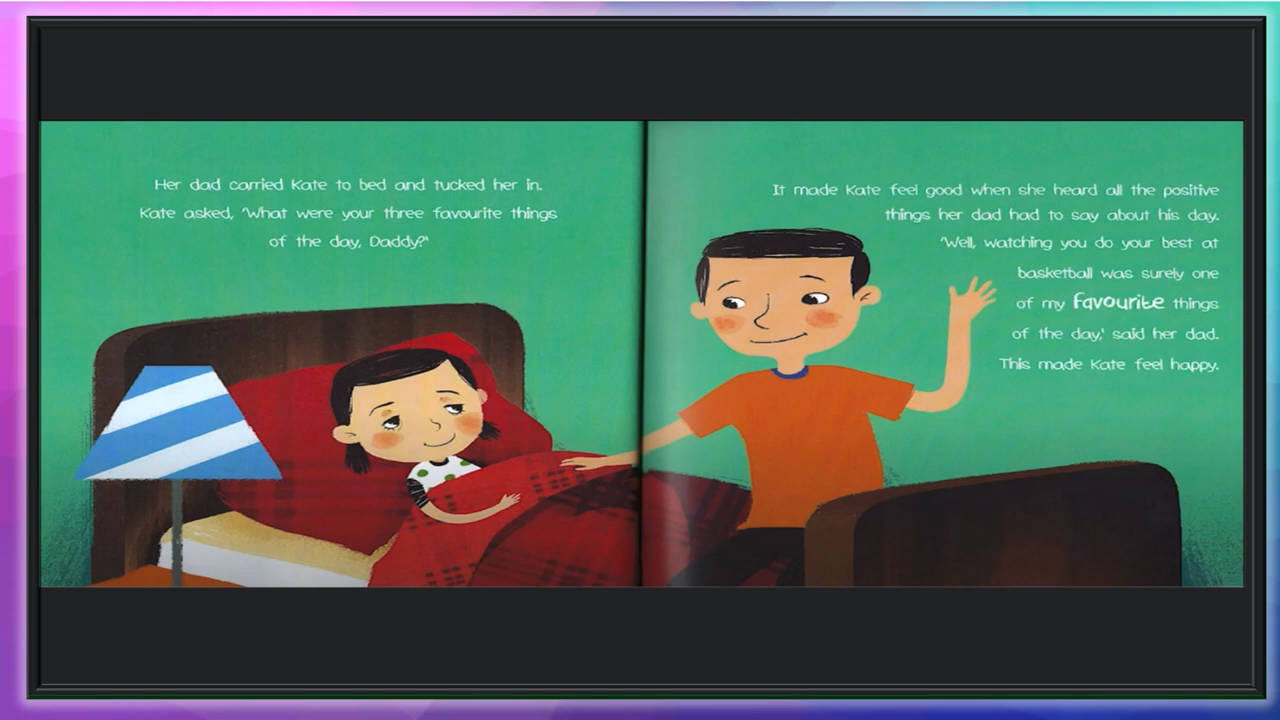 Her dad carried Kate to bed and tucked her in.
Kate asked, 'What were your three favourite things
of the day, Daddy?'
It made Kate feel good when she heard all the positive
things her dad had to say about his day.
'Well, watching you do your best at
basketball was surely one
of my favourite things
of the day,' said her dad.
This made Kate feel happy.